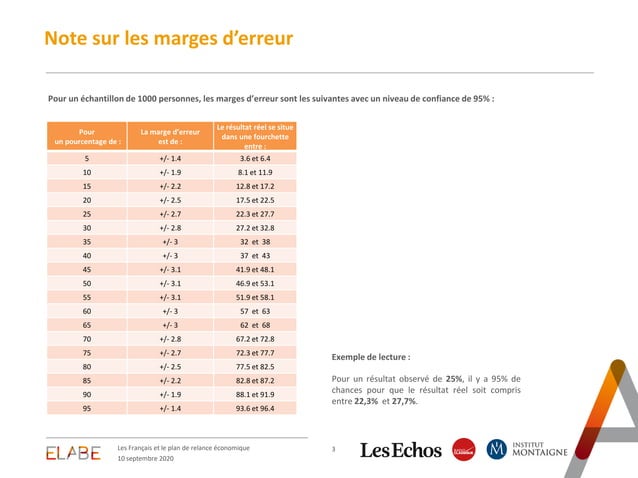 Note sur les marges d'erreur
Pour un échantillon de 1000 personnes, les marges d'erreur sont les suivantes avec un niveau de confiance de 95% :
Pour un pourcentage de : La marge d'erreur est de : Le résultat réel se situe dans une fourchette entre :
5 +/- 1.4 3.6 et 6.4
10 +/- 1.9 8.1 et 11.9
15 +/- 2.2 12.8 et 17.2
20 +/- 2.5 17.5 et 22.5
25 +/- 2.7 22.3 et 27.7
30 +/- 2.8 27.2 et 32.8
35 +/- 3 32 et 38
40 +/- 3 37 et 43
45 +/- 3.1 41.9 et 48.1
50 +/- 3.1 46.9 et 53.1
55 +/- 3.1 51.9 et 58.1
60 +/- 3 57 et 63
65 +/- 3 62 et 68
70 +/- 2.8 67.2 et 72.8
75 +/- 2.7 72.3 et 77.7
80 +/- 2.5 77.5 et 82.5
85 +/- 2.2 82.8 et 87.2
90 +/- 1.9 88.1 et 91.9
95 +/- 1.4 93.6 et 96.4
Exemple de lecture :
Pour un résultat observé de 25%, il y a 95% de
chances pour que le résultat réel soit compris
entre 22,3% et 27,7%.
ELABE
Les Français et le plan de relance économique
10 septembre 2020
3
Les Echos
RADIO CLASSIQUE
M
INSTITUT
MONTAIGNE